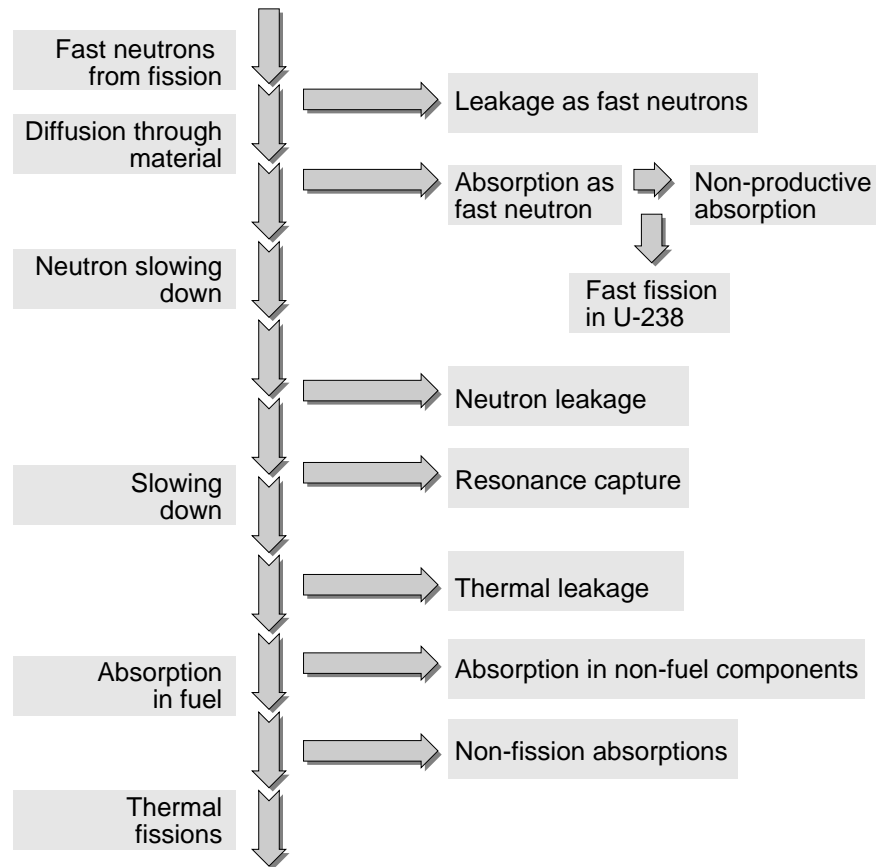 Fast neutrons
from fission
Leakage as fast neutrons
Diffusion through
material
Absorption as
fast neutron
Non-productive
absorption
Neutron slowing
down
Fast fission
in U-238
Neutron leakage
Slowing
down
Resonance capture
Thermal leakage
Absorption
in fuel
Absorption in non-fuel components
Non-fission absorptions
Thermal
fissions